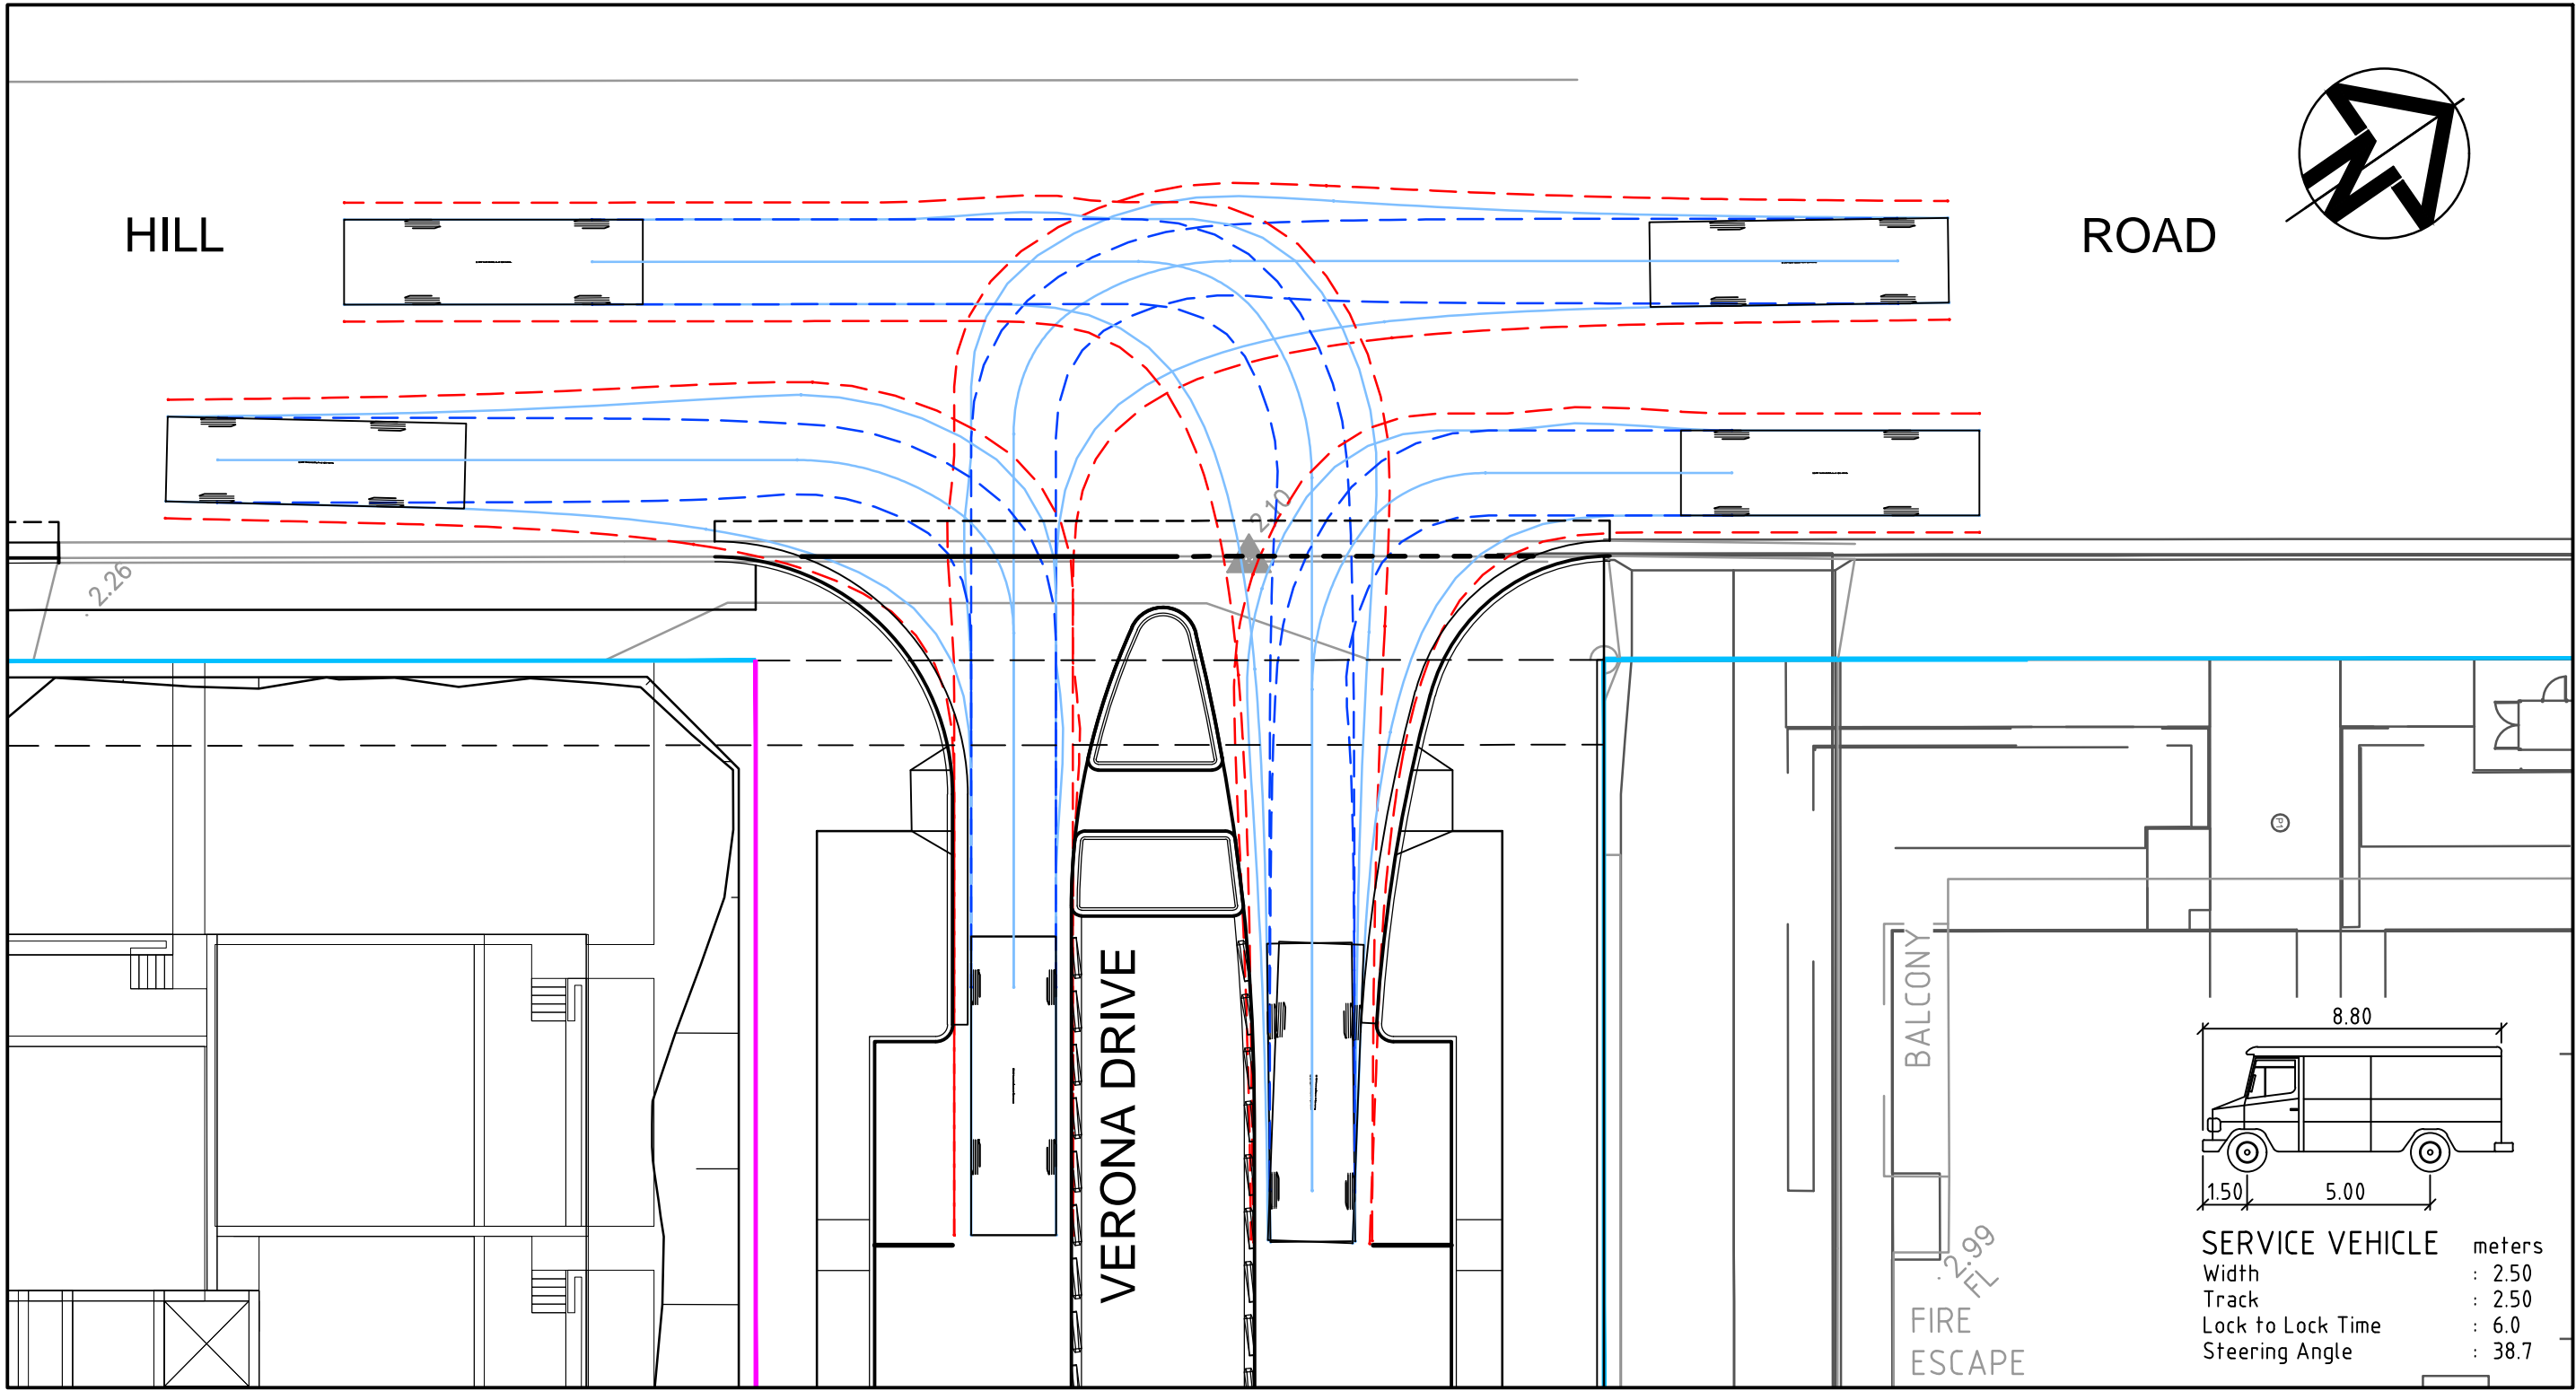 HILL
ROAD
N
2.10
2.26
VERONA DRIVE
BALCONY
2.99
FL
FIRE
ESCAPE
8.80
1.50
5.00
SERVICE VEHICLE meters
Width : 2.50
Track : 2.50
Lock to Lock Time : 6.0
Steering Angle : 38.7